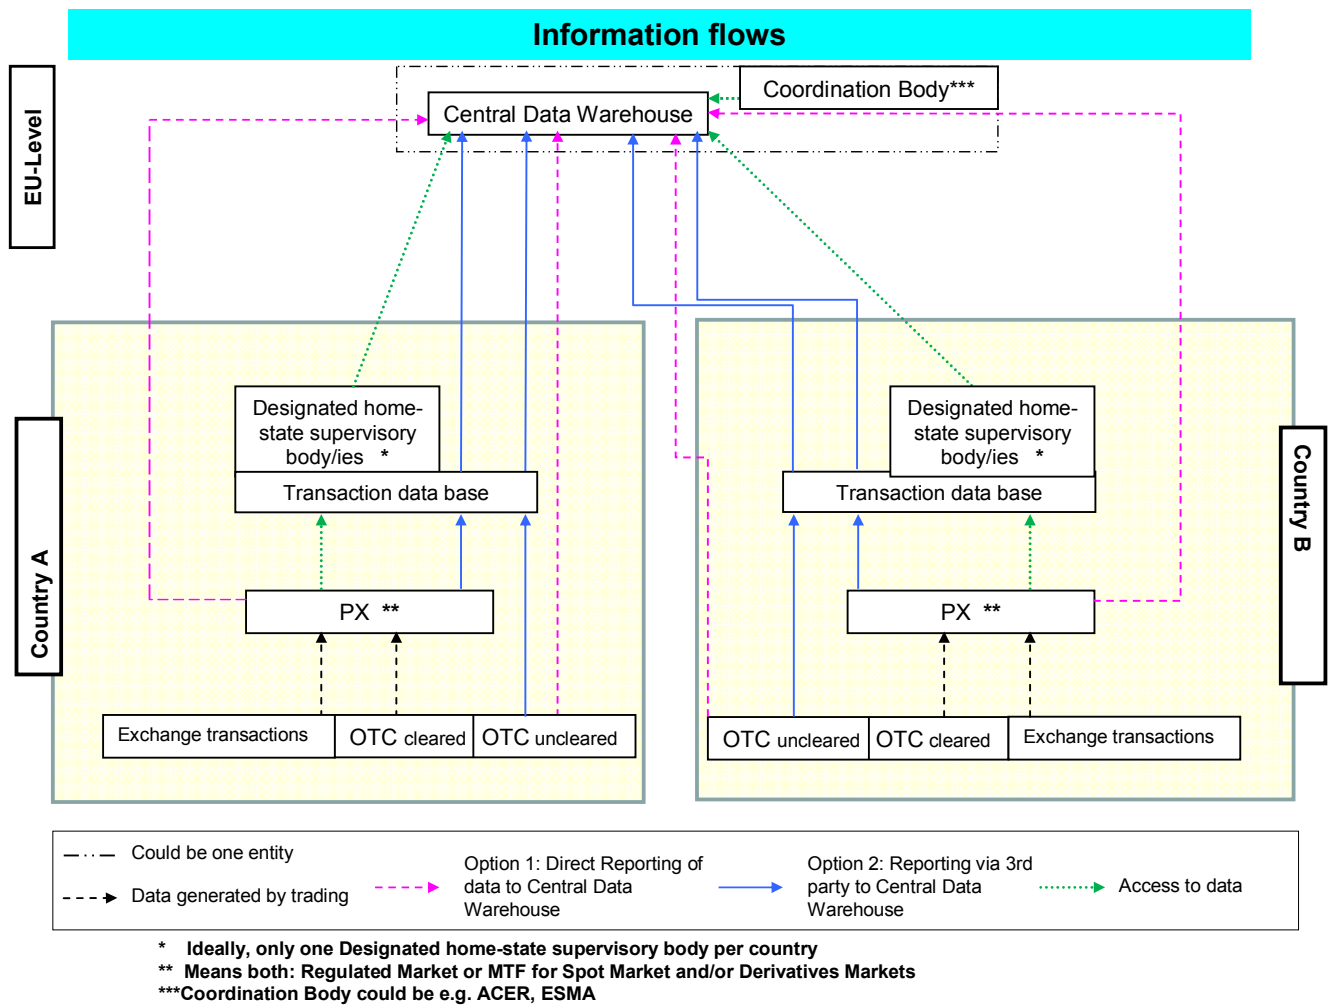 Information flows
EU-Level
Coordination Body***
Central Data Warehouse
Country A
Designated home-
state supervisory
body/ies *
Transaction data base
PX **
Exchange transactions
OTC cleared
OTC uncleared
Designated home-
state supervisory
body/ies *
Transaction data base
PX **
OTC uncleared
OTC cleared
Exchange transactions
Country B
Could be one entity
Data generated by trading
Option 1: Direct Reporting of
data to Central Data
Warehouse
Option 2: Reporting via 3rd
party to Central Data
Warehouse
Access to data
* Ideally, only one Designated home-state supervisory body per country
** Means both: Regulated Market or MTF for Spot Market and/or Derivatives Markets
***Coordination Body could be e.g. ACER, ESMA